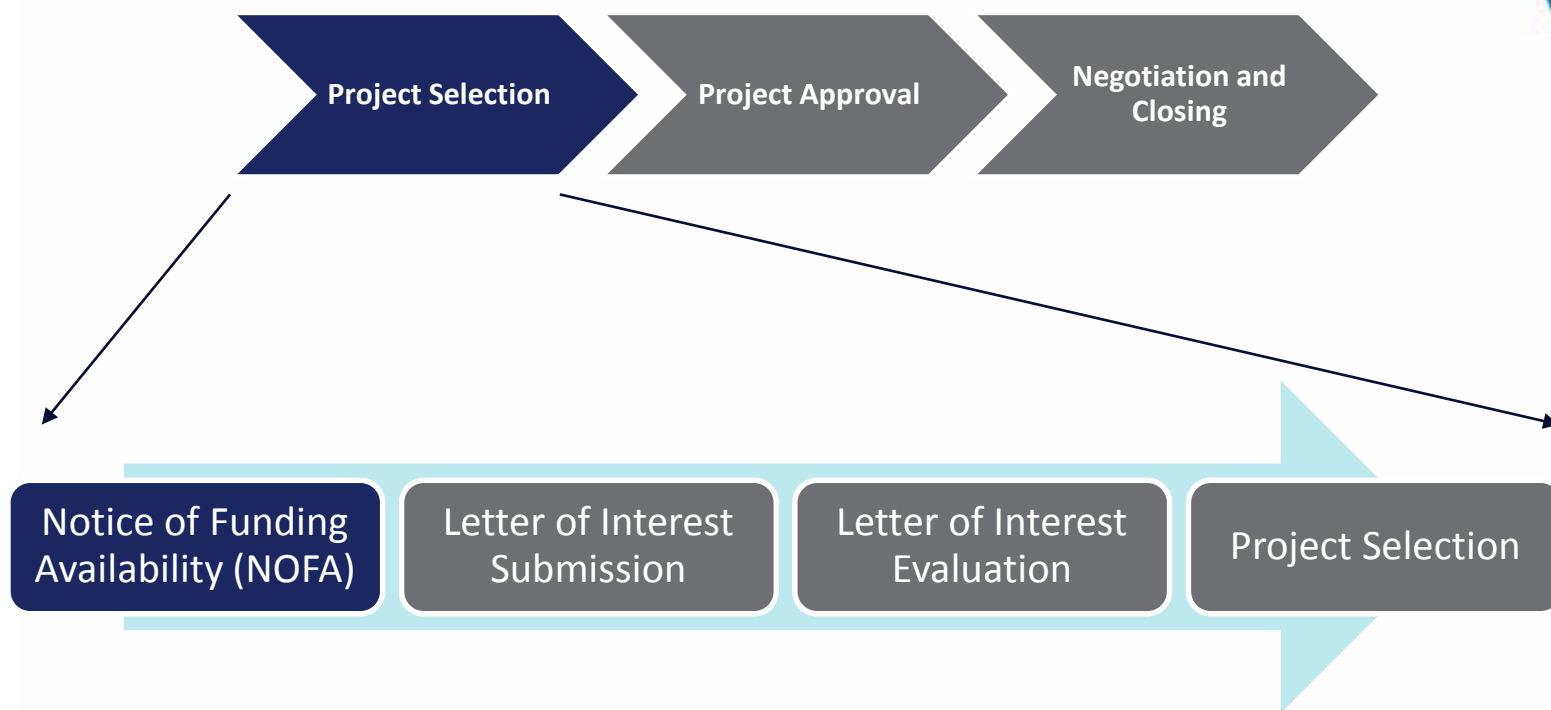 Project Selection
Project Approval
Negotiation and
Closing
Notice of Funding
Availability (NOFA)
Letter of Interest
Submission
Letter of Interest
Evaluation
Project Selection